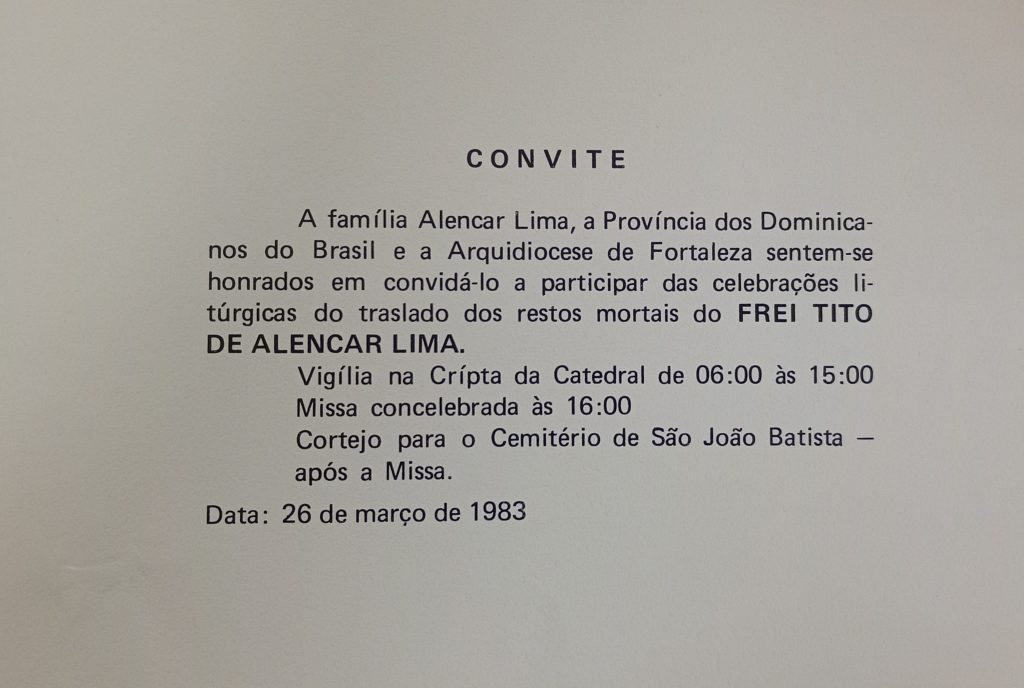 CONVITE
A família Alencar Lima, a Província dos Dominica-
nos do Brasil e a Arquidiocese de Fortaleza sentem-se
honrados em convidá-lo a participar das celebrações li-
túrgicas do traslado dos restos mortais do FREI TITO
DE ALENCAR LIMA.
Vigília na Crípta da Catedral de 06:00 às 15:00
Missa concelebrada às 16:00
Cortejo para o Cemitério de São João Batista —
após a Missa.
Data: 26 de março de 1983